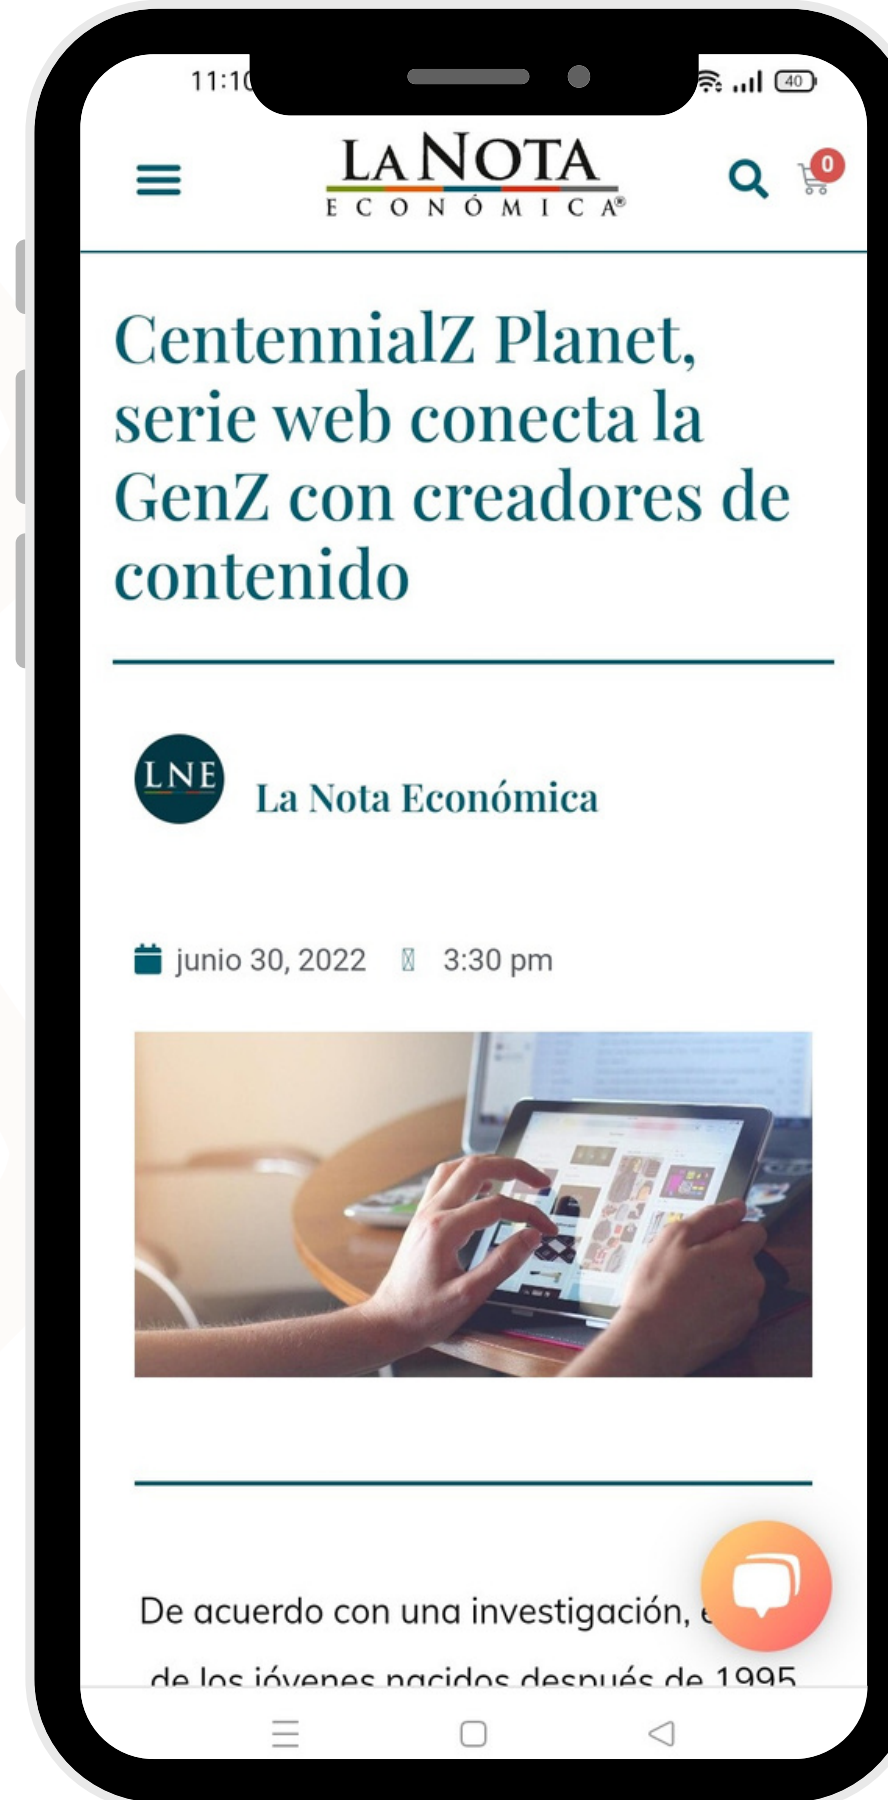 11:10
40
LA NOTA
ECONÓMICA®
0
CentennialZ Planet,
serie web conecta la
GenZ con creadores de
contenido
LNE
La Nota Económica
junio 30, 2022 3:30 pm
De acuerdo con una investigación,
de los jóvenes nacidos después de 1995